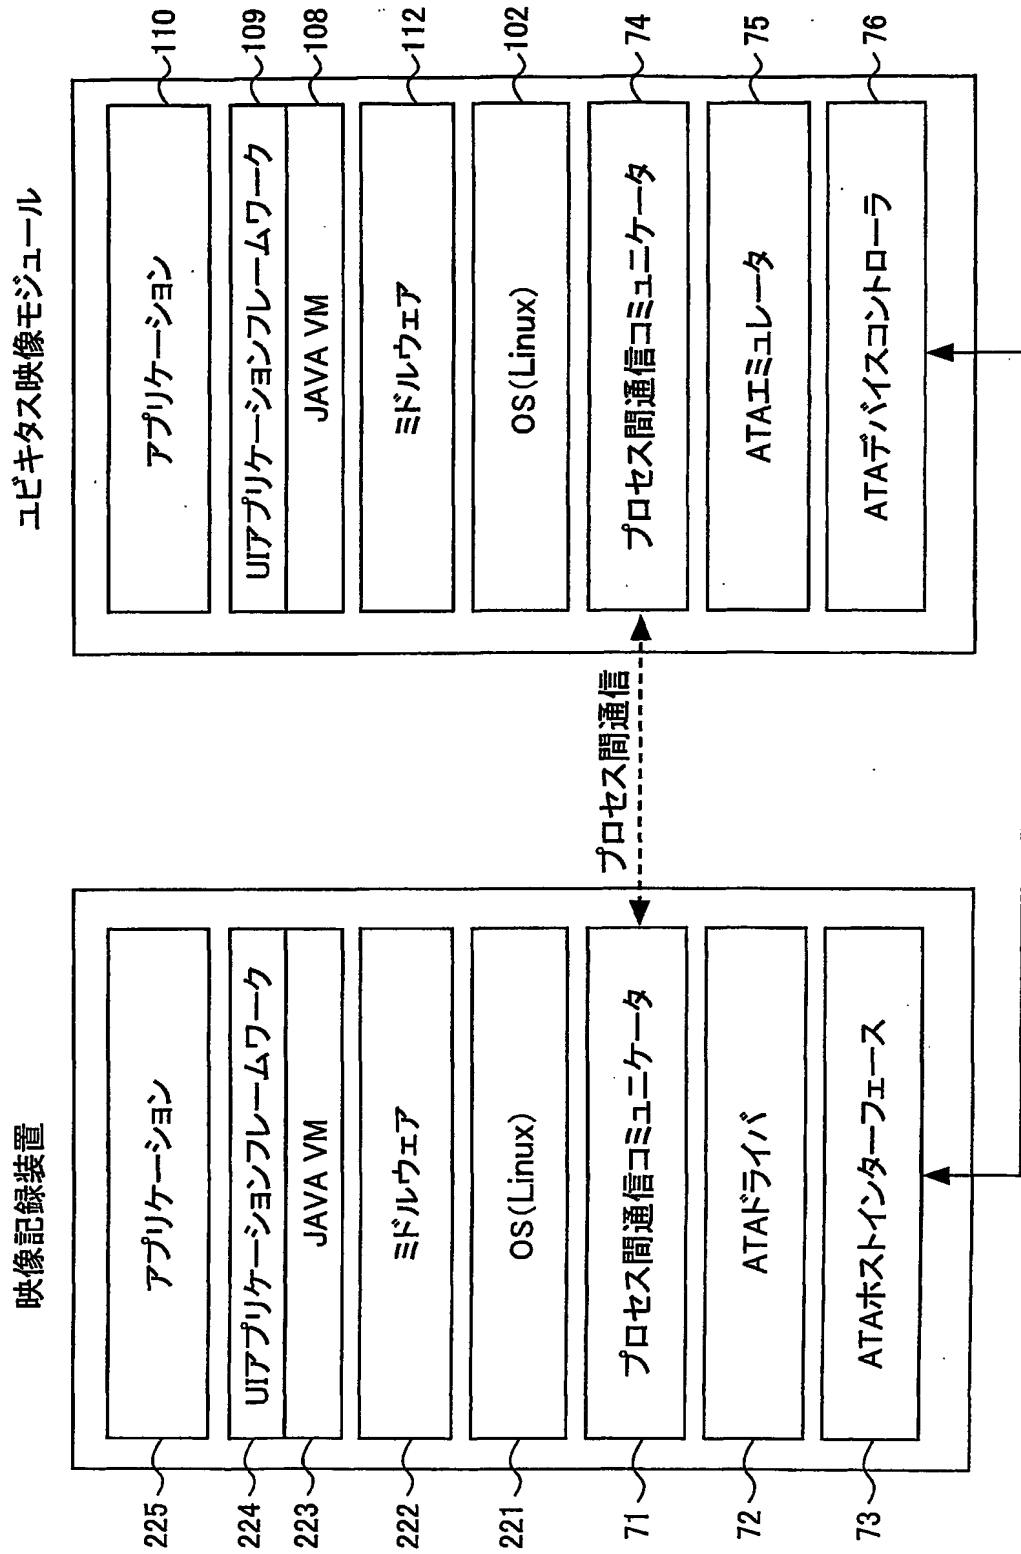 映像記録装置
225
アプリケーション
224
UIアプリケーションフレームワーク
223
JAVA VM
222
ミドルウェア
221
OS(Linux)
71
プロセス間通信コミュニケータ
72
ATAドライバ
73
ATAホストインターフェース
プロセス間通信
ユビキタス映像モジュール
アプリケーション
110
UIアプリケーションフレームワーク
109
JAVA VM
108
ミドルウェア
112
OS(Linux)
102
プロセス間通信コミュニケータ
74
ATAエミュレータ
75
ATAデバイスコントローラ
76